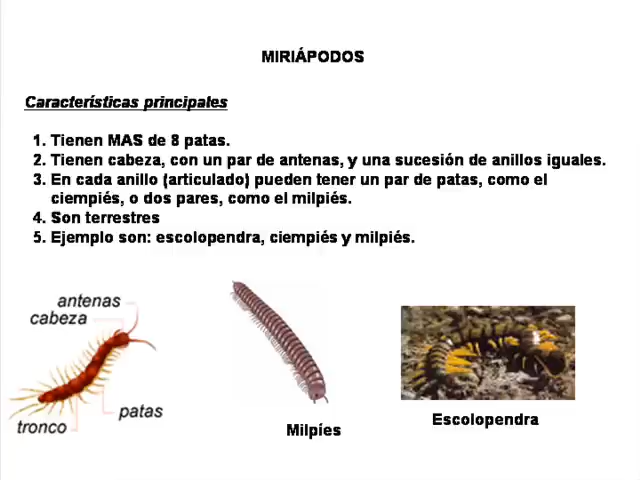 MIRIÁPODOS
Características principales
1. Tienen MAS de 8 patas.
2. Tienen cabeza, con un par de antenas, y una sucesión de anillos iguales.
3. En cada anillo (articulado) pueden tener un par de patas, como el
ciempiés, o dos pares, como el milpiés.
4. Son terrestres
5. Ejemplo son: escolopendra, ciempiés y milpiés.
antenas
cabeza
patas
tronco
Milpíes
Escolopendra